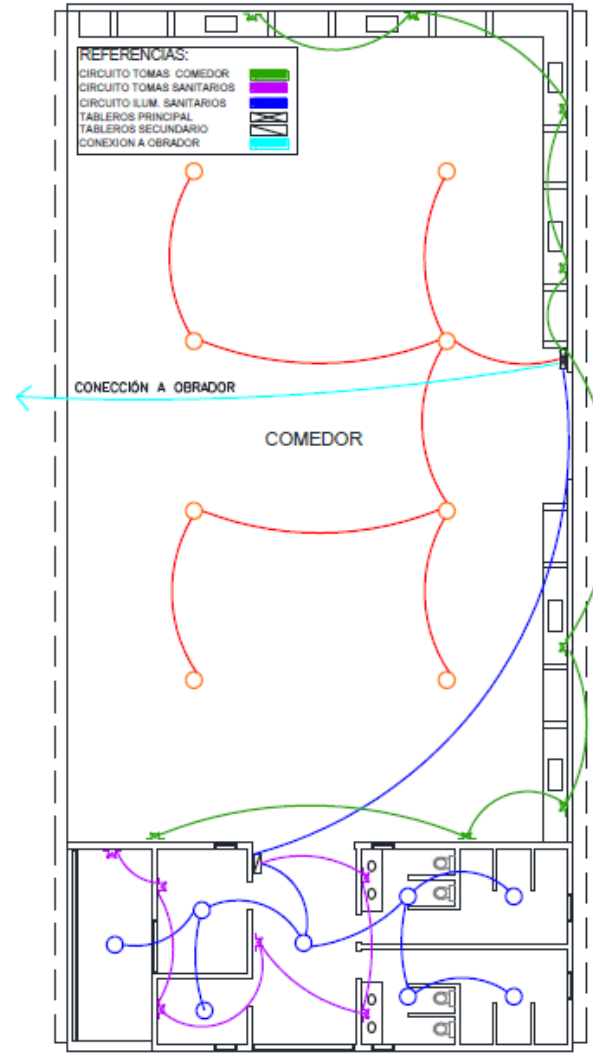 REFERENCIAS:
CIRCUITO TOMAS COMEDOR
CIRCUITO TOMAS SANITARIOS
CIRCUITO ILUM. SANITARIOS
TABLEROS PRINCIPAL
TABLEROS SECUNDARIO
CONEXION A OBRADOR
CONECCIÓN A OBRADOR
COMEDOR